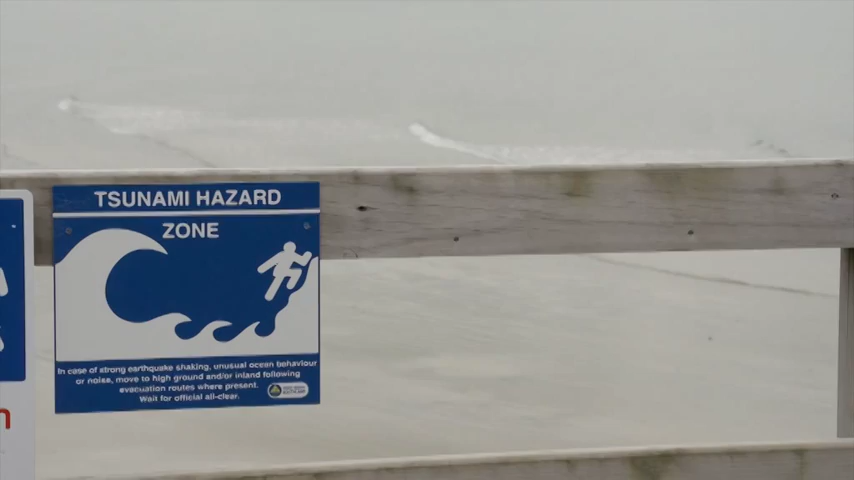 TSUNAMI HAZARD
ZONE
In case of strong earthquake shaking, unusual ocean behaviour
or noise, move to high ground and/or inland following
evacuation routes where present.
Wait for official all-clear.